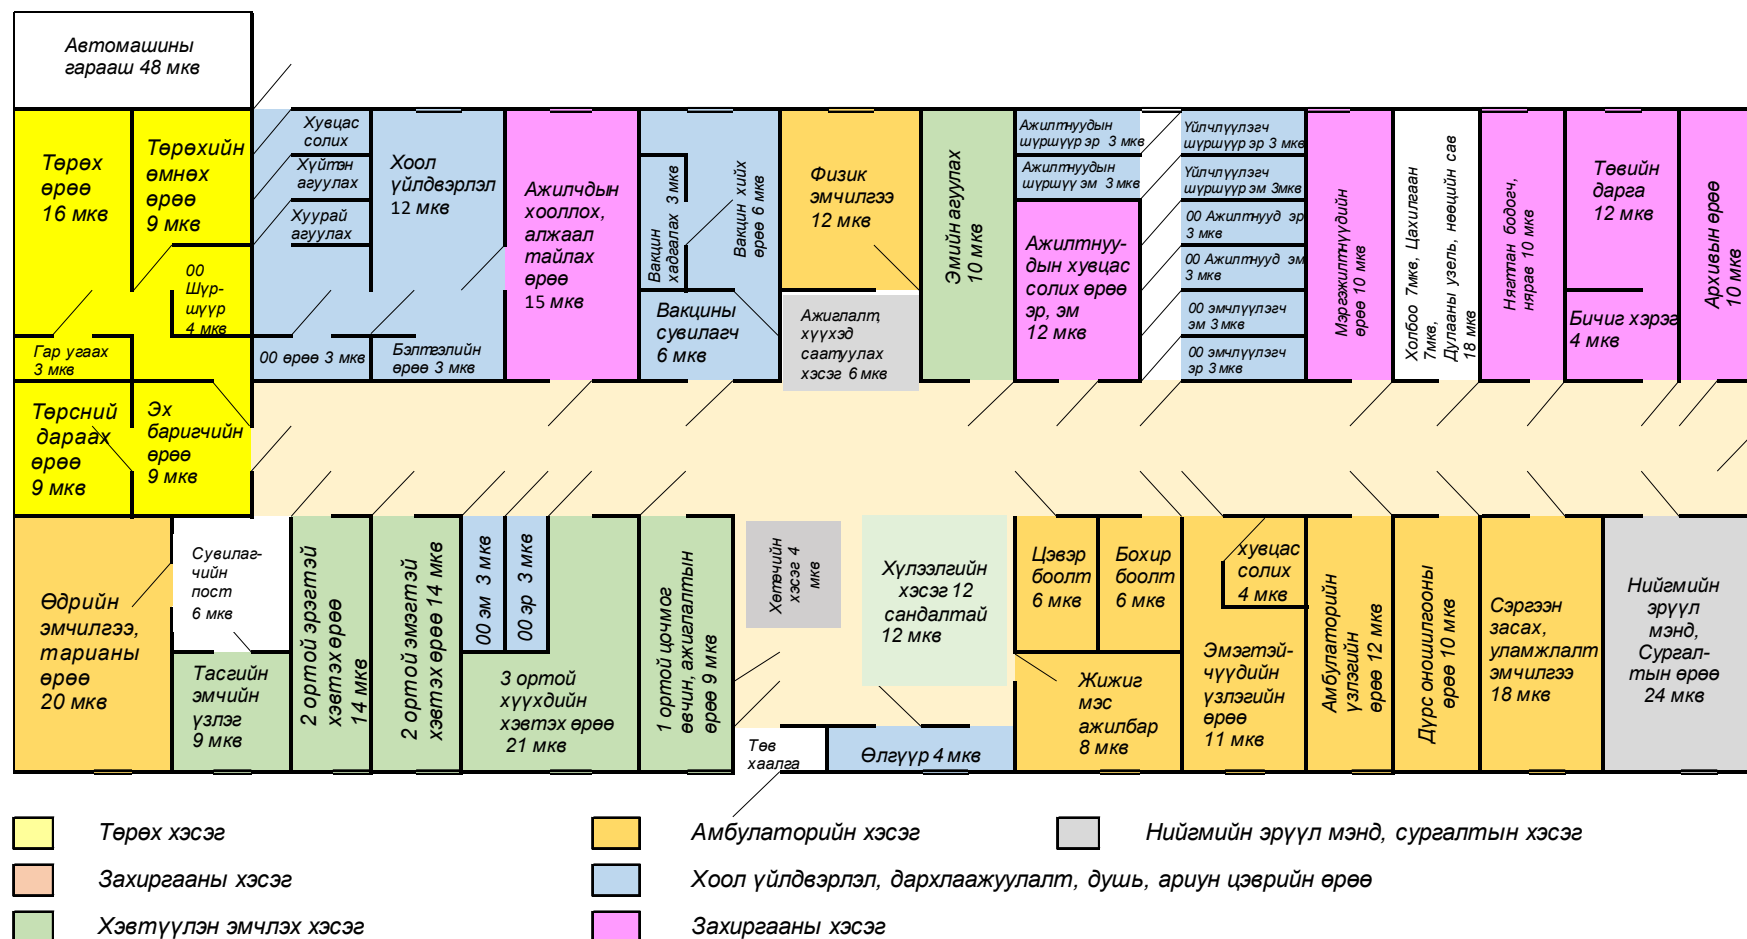 Автомашины
гарааш 48 мкв
Төрөх
өрөө
16 мкв
Төрөхийн
өмнөх
өрөө
9 мкв
00
Шүр-
шүүр
4 мкв
Гар угаах
3 мкв
Хувцас
солих
Хүйтэн
агуулах
Хуурай
агуулах
00 өрөө 3 мкв
Хоол
үйлдвэрлэл
12 мкв
Бэлтгэлийн
өрөө 3 мкв
Ажилчдын
хооллох,
алжаал
тайлах
өрөө
15 мкв
Вакцин
хадгалах 3 мкв
Вакцин хийх
өрөө 6 мкв
Вакцины
сувилагч
6 мкв
Физик
эмчилгээ
12 мкв
Ажиглалт,
хүүхэд
саатуулах
хэсэг 6 мкв
Эмийн агуулах
10 мкв
Ажилтнуудын
шүршүүр эр 3 мкв
Ажилтнуудын
шүршүү эм 3 мкв
Ажилтнуу-
дын хувцас
солих өрөө
эр, эм
12 мкв
Үйлчлүүлэгч
шүршүүр эр 3 мкв
Үйлчлүүлэгч
шүршүүр эм 3мкв
00 Ажилтнууд эр
3 мкв
00 Ажилтнууд эм
3 мкв
00 эмчлүүлэгч
эм 3 мкв
00 эмчлүүлэгч
эр 3 мкв
Мэргэжилтнүүдийн
өрөө 10 мкв
Холбоо 7мкв, Цахилгаан
7мкв,
Дулааны узель, нөөцийн сав
18 мкв
Нягтлан бодогч,
нярав 10 мкв
Төвийн
дарга
12 мкв
Бичиг хэрэг
4 мкв
Архивын өрөө
10 мкв
Төрсний
дараах
өрөө
9 мкв
Эх
баригчийн
өрөө
9 мкв
Өдрийн
эмчилгээ,
тарианы
өрөө
20 мкв
Сувилаг-
чийн
пост
6 мкв
Тасгийн
эмчийн
үзлэг
9 мкв
2 ортой эрэгтэй
хэвтэх өрөө
14 мкв
2 ортой эмэгтэй
хэвтэх өрөө 14 мкв
00 эм 3 мкв
00 эр 3 мкв
3 ортой
хүүхдийн
хэвтэх өрөө
21 мкв
1 ортой цочмог
өвчин, ажиглалтын
өрөө 9 мкв
Хөтөчийн
хэсэг 4
мкв
Төв
хаалга
Хүлээлгийн
хэсэг 12
сандалтай
12 мкв
Өлгүүр 4 мкв
Цэвэр
боолт
6 мкв
Бохир
боолт
6 мкв
Жижиг
мэс
ажилбар
8 мкв
хувцас
солих
4 мкв
Эмэгтэй-
чүүдийн
үзлэгийн
өрөө
11 мкв
Амбулаторийн
үзлэгийн
өрөө 12 мкв
Дүрс оношилгооны
өрөө 10 мкв
Сэргээн
засах,
уламжлалт
эмчилгээ
18 мкв
Нийгмийн
эрүүл
мэнд,
Сургал-
тын өрөө
24 мкв
Төрөх хэсэг
Амбулаторийн хэсэг
Нийгмийн эрүүл мэнд, сургалтын хэсэг
Захиргааны хэсэг
Хоол үйлдвэрлэл, дархлаажуулалт, душь, ариун цэврийн өрөө
Хэвтүүлэн эмчлэх хэсэг
Захиргааны хэсэг